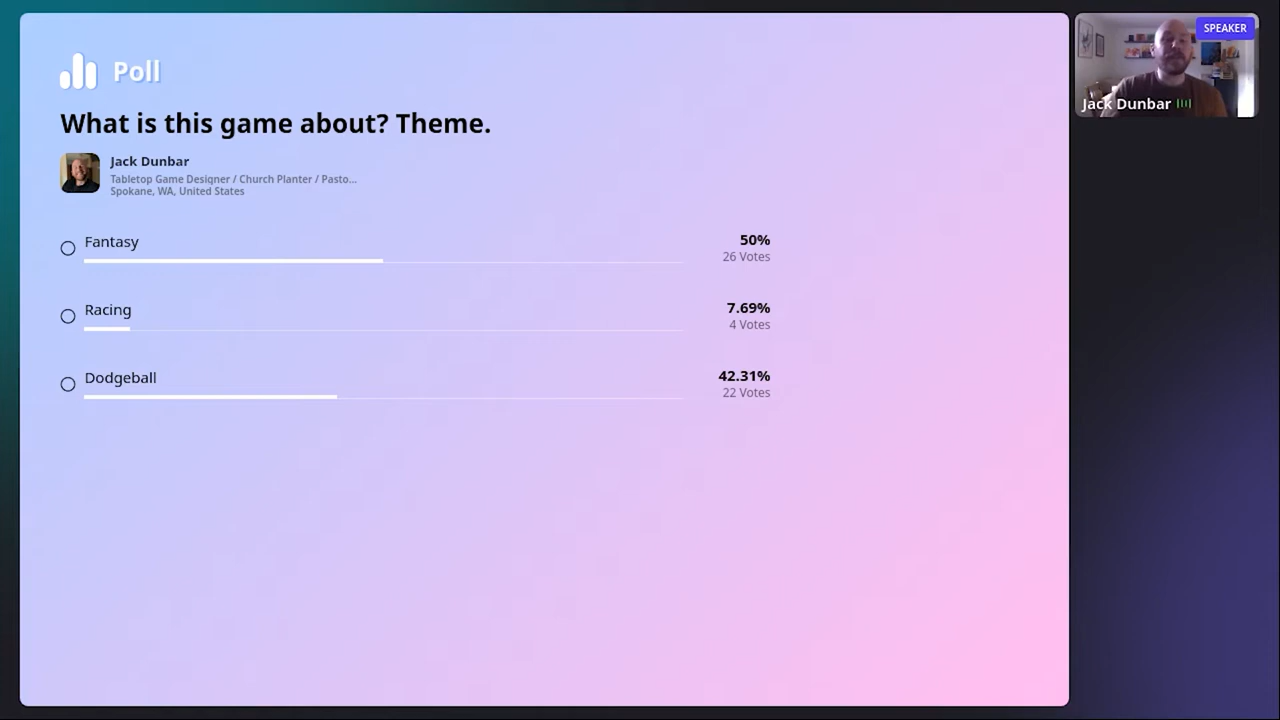 Poll
What is this game about? Theme.
Jack Dunbar
Tabletop Game Designer / Church Planter / Pasto...
Spokane, WA, United States
Fantasy
50%
26 Votes
Racing
7.69%
4 Votes
Dodgeball
42.31%
22 Votes
SPEAKER
Jack Dunbar